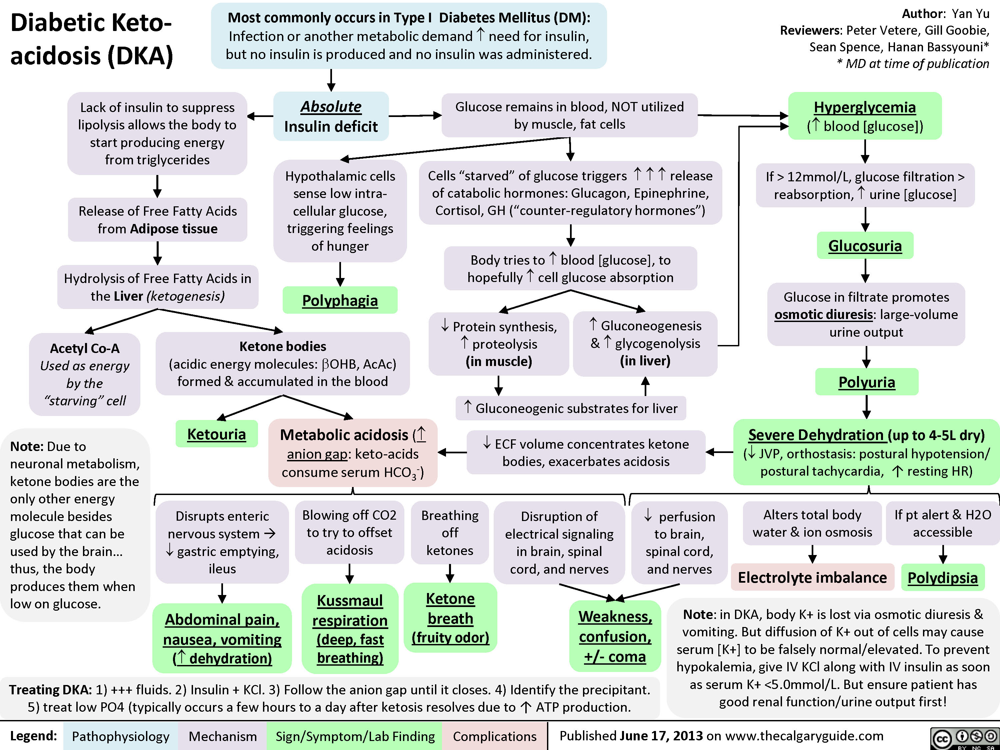 Diabetic Keto-
acidosis (DKA)
Most commonly occurs in Type I Diabetes Mellitus (DM):
Infection or another metabolic demand ↑ need for insulin,
but no insulin is produced and no insulin was administered.
Author: Yan Yu
Reviewers: Peter Vetere, Gill Goobie,
Sean Spence, Hanan Bassyouni*
* MD at time of publication
Lack of insulin to suppress
lipolysis allows the body to
start producing energy
from triglycerides
Absolute
Insulin deficit
Glucose remains in blood, NOT utilized
by muscle, fat cells
Hyperglycemia
(↑ blood [glucose])
Hypothalamic cells
sense low intra-
cellular glucose,
triggering feelings
of hunger
Cells “starved” of glucose triggers ↑ ↑ ↑ release
of catabolic hormones: Glucagon, Epinephrine,
Cortisol, GH (“counter-regulatory hormones”)
If > 12mmol/L, glucose filtration >
reabsorption, ↑ urine [glucose]
Release of Free Fatty Acids
from Adipose tissue
Glucosuria
Body tries to ↑ blood [glucose], to
hopefully ↑ cell glucose absorption
Hydrolysis of Free Fatty Acids in
the Liver (ketogenesis)
Polyphagia
Glucose in filtrate promotes
osmotic diuresis: large-volume
urine output
↓ Protein synthesis,
↑ proteolysis
(in muscle)
↑ Gluconeogenesis
& ↑ glycogenolysis
(in liver)
Acetyl Co-A
Used as energy
by the
“starving” cell
Ketone bodies
(acidic energy molecules: βOHB, AcAc)
formed & accumulated in the blood
Polyuria
↑ Gluconeogenic substrates for liver
Ketouria
Metabolic acidosis (↑
anion gap: keto-acids
consume serum HCO3-)
↓ ECF volume concentrates ketone
bodies, exacerbates acidosis
Severe Dehydration (up to 4-5L dry)
(↓ JVP, orthostasis: postural hypotension/
postural tachycardia, ↑ resting HR)
Note: Due to
neuronal metabolism,
ketone bodies are the
only other energy
molecule besides
glucose that can be
used by the brain...
thus, the body
produces them when
low on glucose.
Disrupts enteric
nervous system →
↓ gastric emptying,
ileus
Blowing off CO2
to try to offset
acidosis
Breathing
off
ketones
Disruption of
electrical signaling
in brain, spinal
cord, and nerves
↓ perfusion
to brain,
spinal cord,
and nerves
Alters total body
water & ion osmosis
If pt alert & H2O
accessible
Electrolyte imbalance
Polydipsia
Abdominal pain,
nausea, vomiting
(↑ dehydration)
Kussmaul
respiration
(deep, fast
breathing)
Ketone
breath
(fruity odor)
Weakness,
confusion,
+/- coma
Note: in DKA, body K+ is lost via osmotic diuresis &
vomiting. But diffusion of K+ out of cells may cause
serum [K+] to be falsely normal/elevated. To prevent
hypokalemia, give IV KCl along with IV insulin as soon
as serum K+ <5.0mmol/L. But ensure patient has
good renal function/urine output first!
Treating DKA: 1) +++ fluids. 2) Insulin + KCl. 3) Follow the anion gap until it closes. 4) Identify the precipitant.
5) treat low PO4 (typically occurs a few hours to a day after ketosis resolves due to ↑ ATP production.
Legend: Pathophysiology Mechanism Sign/Symptom/Lab Finding Complications
Published June 17, 2013 on www.thecalgaryguide.com
cc
BY NC SA